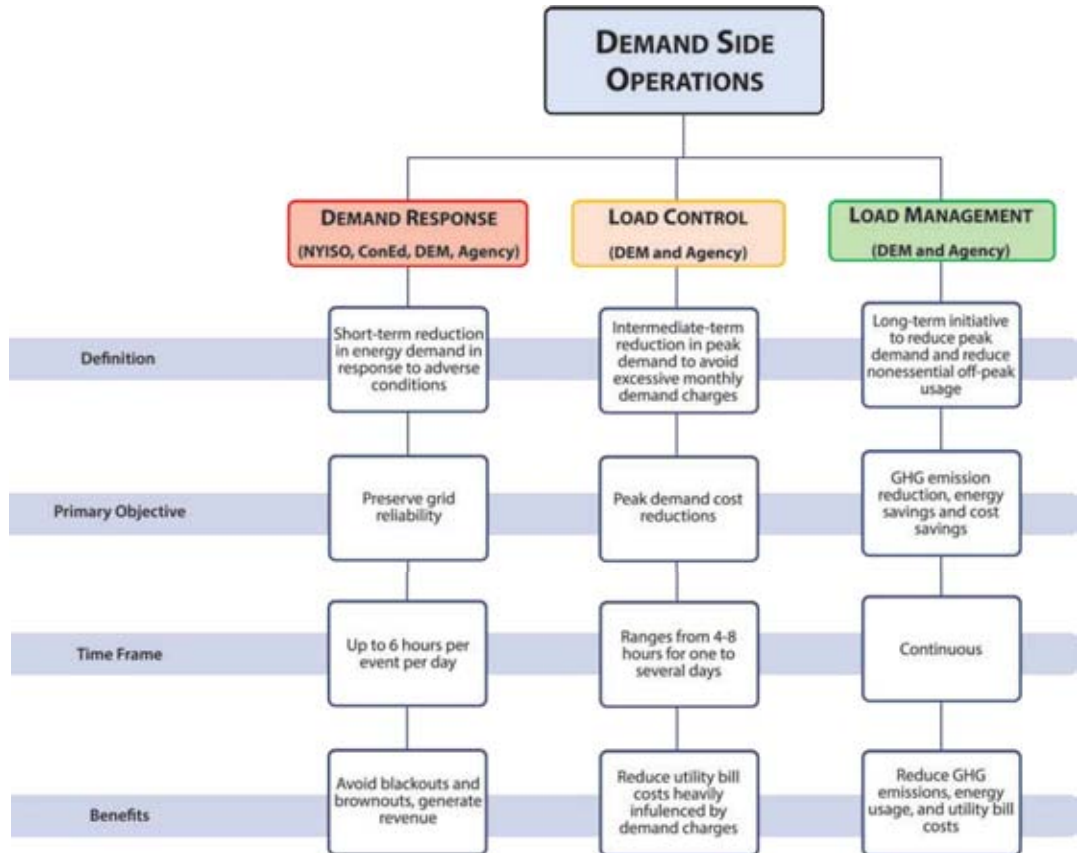 DEMAND SIDE
OPERATIONS
DEMAND RESPONSE
(NYISO, ConEd, DEM, Agency)
LOAD CONTROL
(DEM and Agency)
LOAD MANAGEMENT
(DEM and Agency)
Definition
Short-term reduction
in energy demand in
response to adverse
conditions
Intermediate-term
reduction in peak
demand to avoid
excessive monthly
demand charges
Long-term initiative
to reduce peak
demand and reduce
nonessential off-peak
usage
Primary Objective
Preserve grid
reliability
Peak demand cost
reductions
GHG emission
reduction, energy
savings and cost
savings
Time Frame
Up to 6 hours per
event per day
Ranges from 4-8
hours for one to
several days
Continuous
Benefits
Avoid blackouts and
brownouts, generate
revenue
Reduce utility bill
costs heavily
infulenced by
demand charges
Reduce GHG
emissions, energy
usage, and utility bill
costs